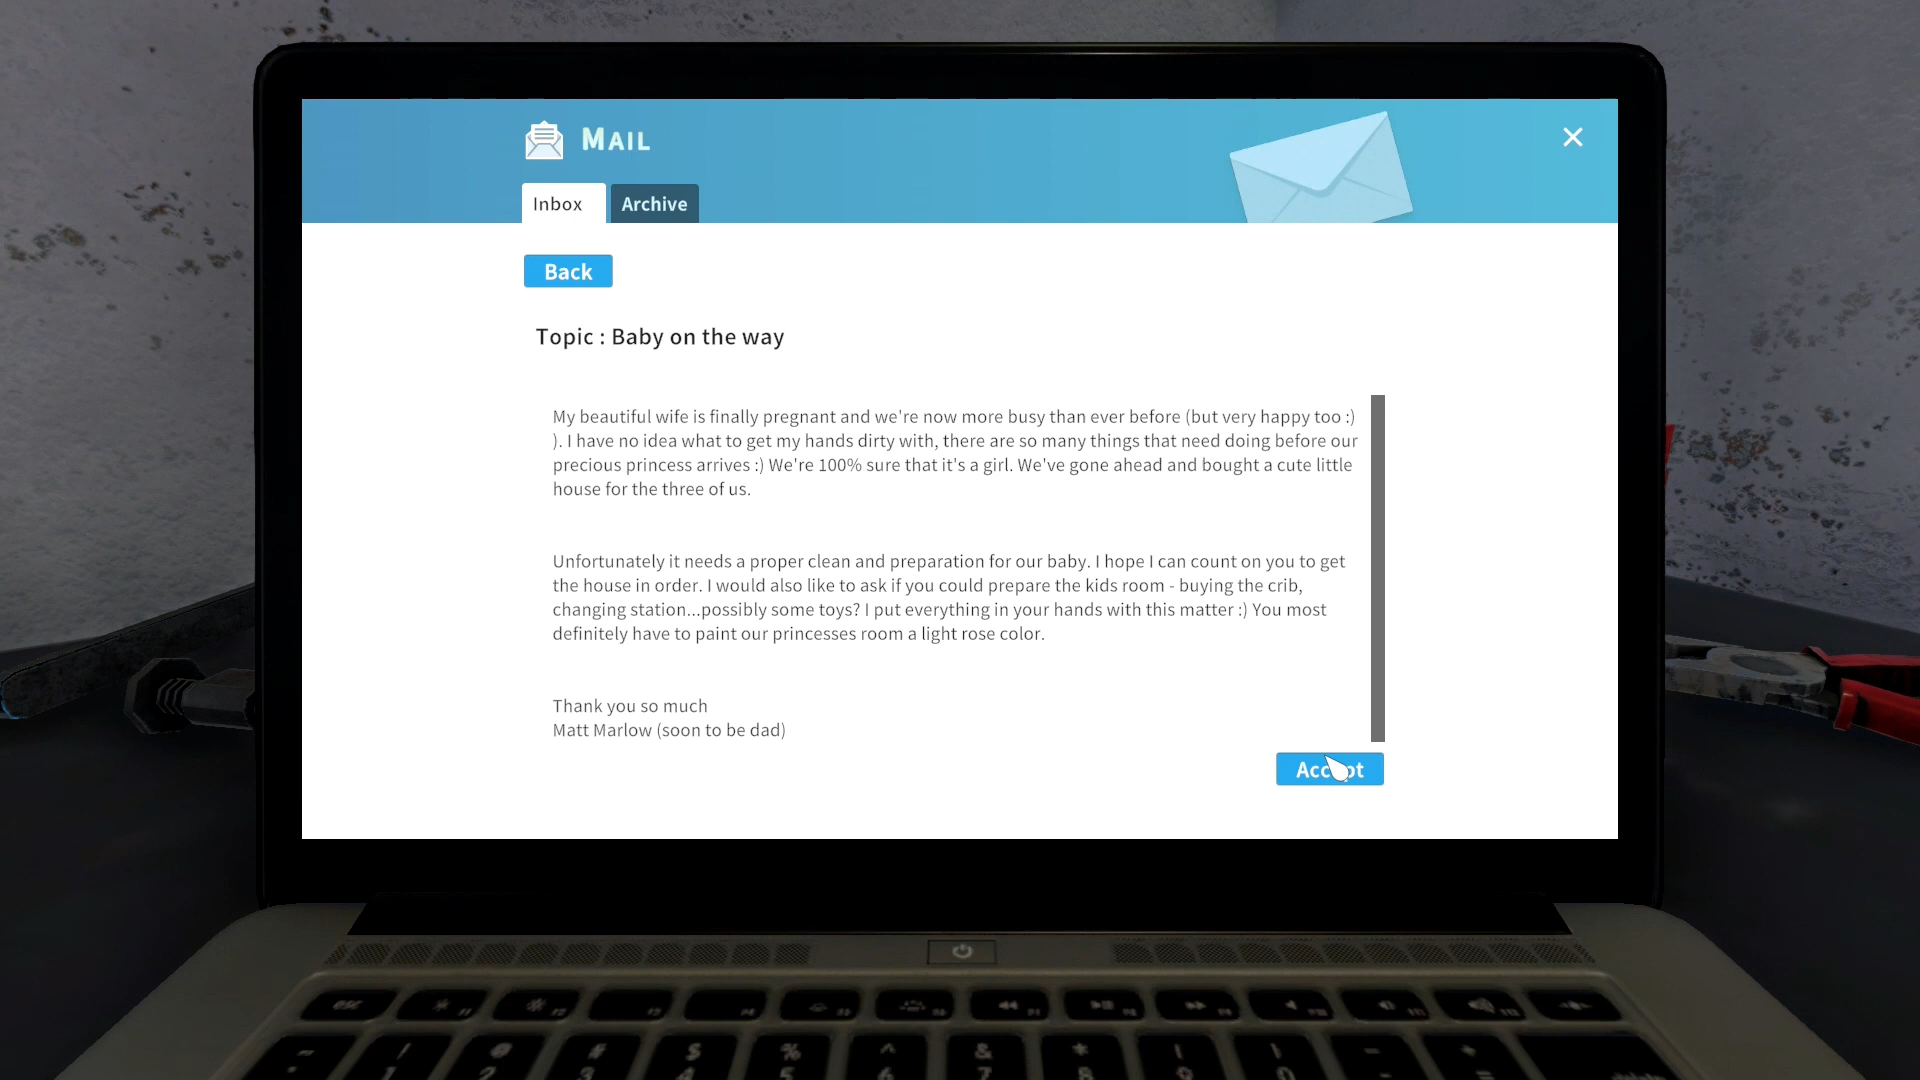 MAIL
Inbox
Archive
Back
Topic : Baby on the way
My beautiful wife is finally pregnant and we're now more busy than ever before (but very happy too :)
). I have no idea what to get my hands dirty with, there are so many things that need doing before our
precious princess arrives :) We're 100% sure that it's a girl. We've gone ahead and bought a cute little
house for the three of us.
Unfortunately it needs a proper clean and preparation for our baby. I hope I can count on you to get
the house in order. I would also like to ask if you could prepare the kids room - buying the crib,
changing station...possibly some toys? I put everything in your hands with this matter :) You most
definitely have to paint our princesses room a light rose color.
Thank you so much
Matt Marlow (soon to be dad)
esc